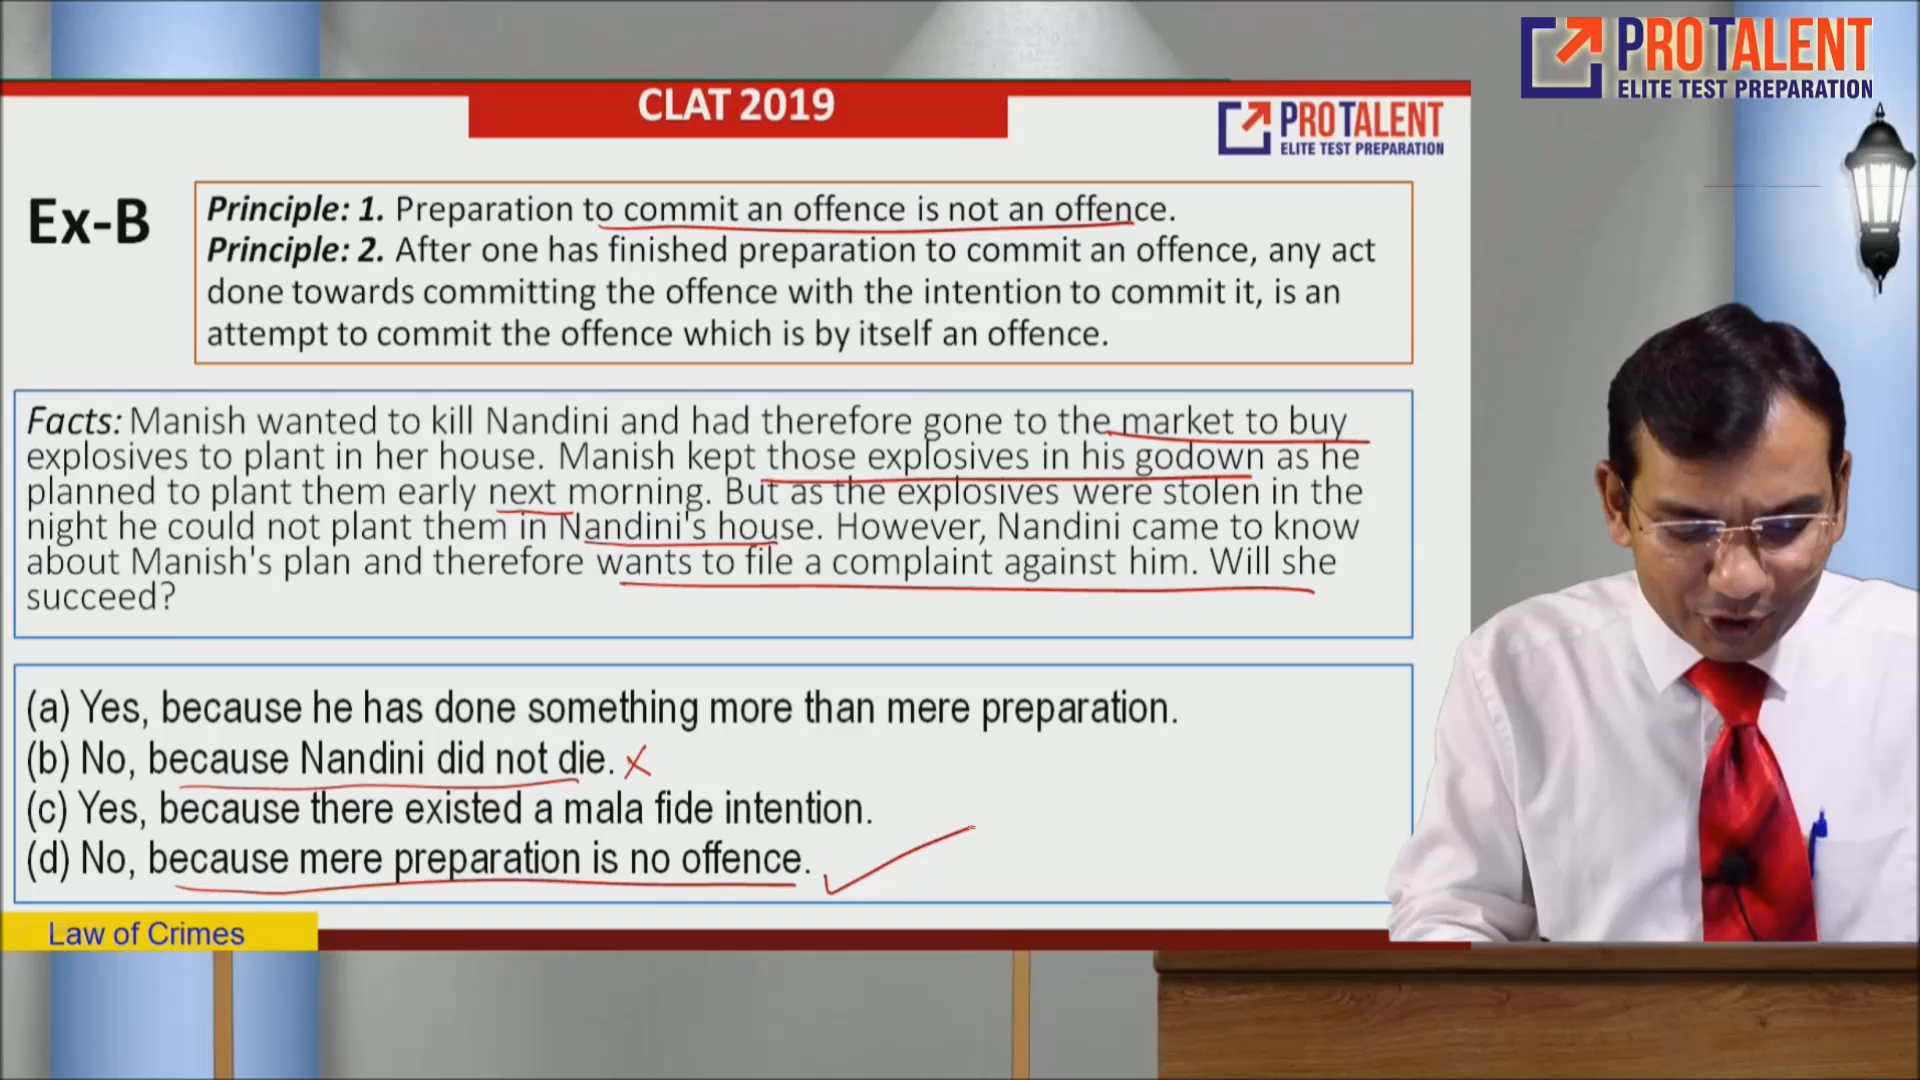 PROTALENT
ELITE TEST PREPARATION
CLAT 2019
PROTALENT
ELITE TEST PREPARATION
Ex-B
Principle: 1. Preparation to commit an offence is not an offence.
Principle: 2. After one has finished preparation to commit an offence, any act
done towards committing the offence with the intention to commit it, is an
attempt to commit the offence which is by itself an offence.
Facts: Manish wanted to kill Nandini and had therefore gone to the market to buy
explosives to plant in her house. Manish kept those explosives in his godown as he
planned to plant them early next morning. But as the explosives were stolen in the
night he could not plant them in Nandini's house. However, Nandini came to know
about Manish's plan and therefore wants to file a complaint against him. Will she
succeed?
(a) Yes, because he has done something more than mere preparation.
(b) No, because Nandini did not die.
(c) Yes, because there existed a mala fide intention.
(d) No, because mere preparation is no offence.
Law of Crimes